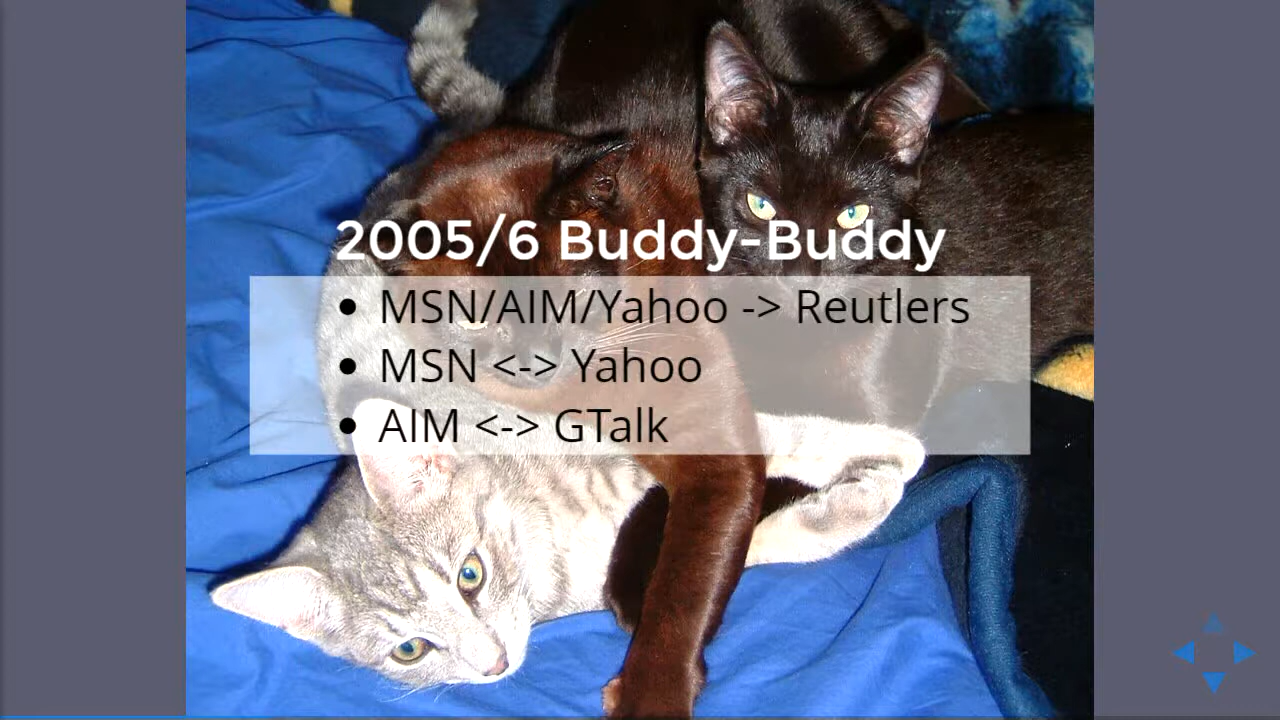 2005/6 Buddy-Buddy
• MSN/AIM/Yahoo -> Reutlers
• MSN <-> Yahoo
• AIM <-> GTalk